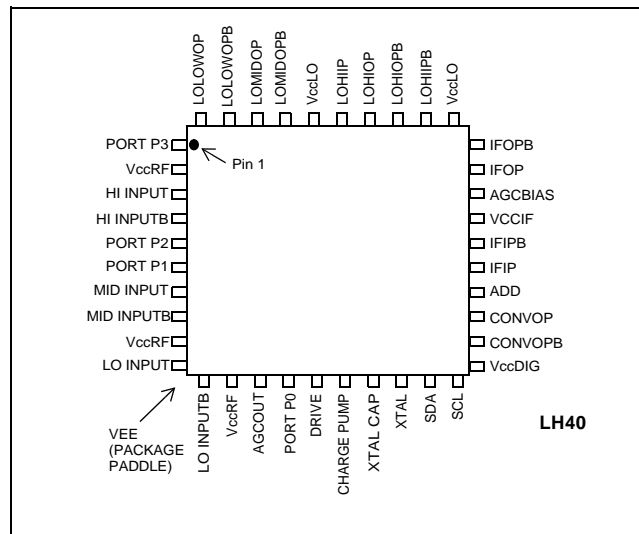 LOLOWOP
LOLOWOPB
LOMIDOP
LOMIDOPB
VccLO
LOHIIP
LOHIOP
LOHIOPB
LOHIIPB
VccLO
PORT P3
VccRF
HI INPUT
HI INPUTB
PORT P2
PORT P1
MID INPUT
MID INPUTB
VccRF
LO INPUT
Pin 1
IFOPB
IFOP
AGCBIAS
VCCIF
IFIPB
IFIP
ADD
CONVOP
CONVOPB
VccDIG
VEE
(PACKAGE
PADDLE)
LO INPUTB
VccRF
AGCOUT
PORT P0
DRIVE
CHARGE PUMP
XTAL CAP
XTAL
SDA
SCL
LH40